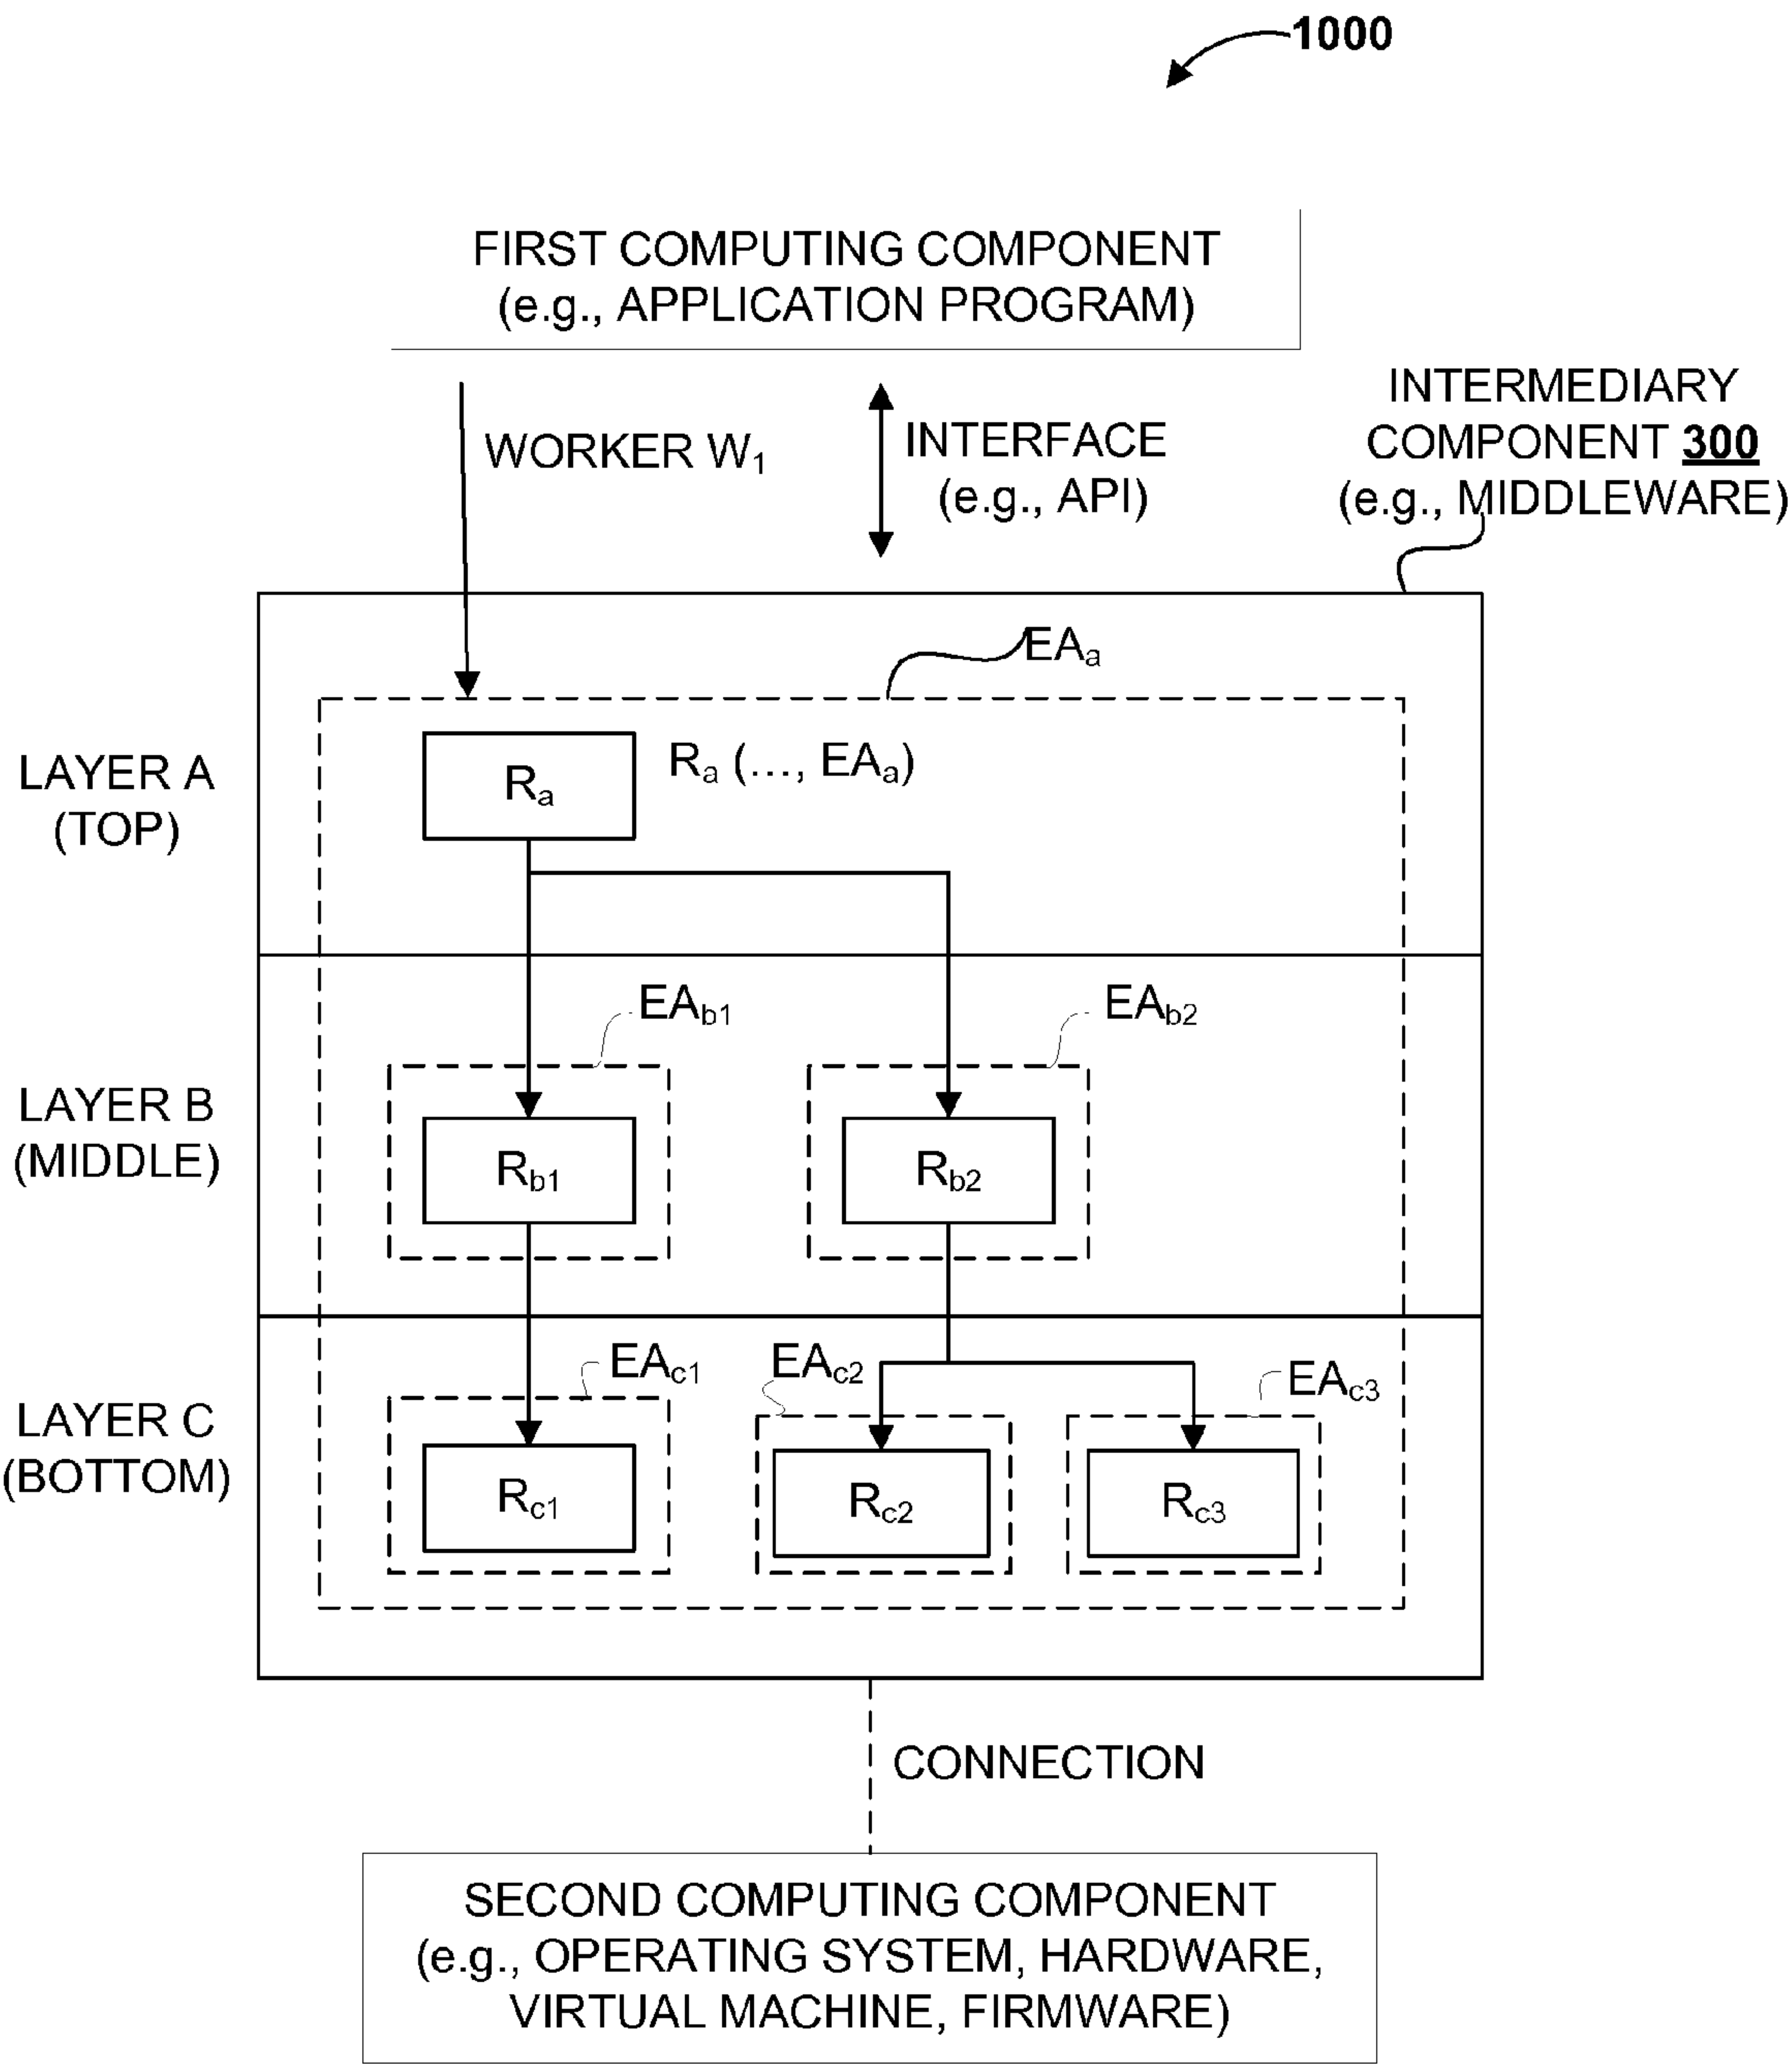 1000
FIRST COMPUTING COMPONENT
(e.g., APPLICATION PROGRAM)
INTERMEDIARY
COMPONENT 300
(e.g., MIDDLEWARE)
WORKER W1
INTERFACE
(e.g., API)
EAa
LAYER A
(TOP)
Ra
Ra (..., EAa)
EAb1
EAb2
LAYER B
(MIDDLE)
Rb1
Rb2
EAc1
EAc2
EAc3
LAYER C
(BOTTOM)
Rc1
Rc2
Rc3
CONNECTION
SECOND COMPUTING COMPONENT
(e.g., OPERATING SYSTEM, HARDWARE,
VIRTUAL MACHINE, FIRMWARE)